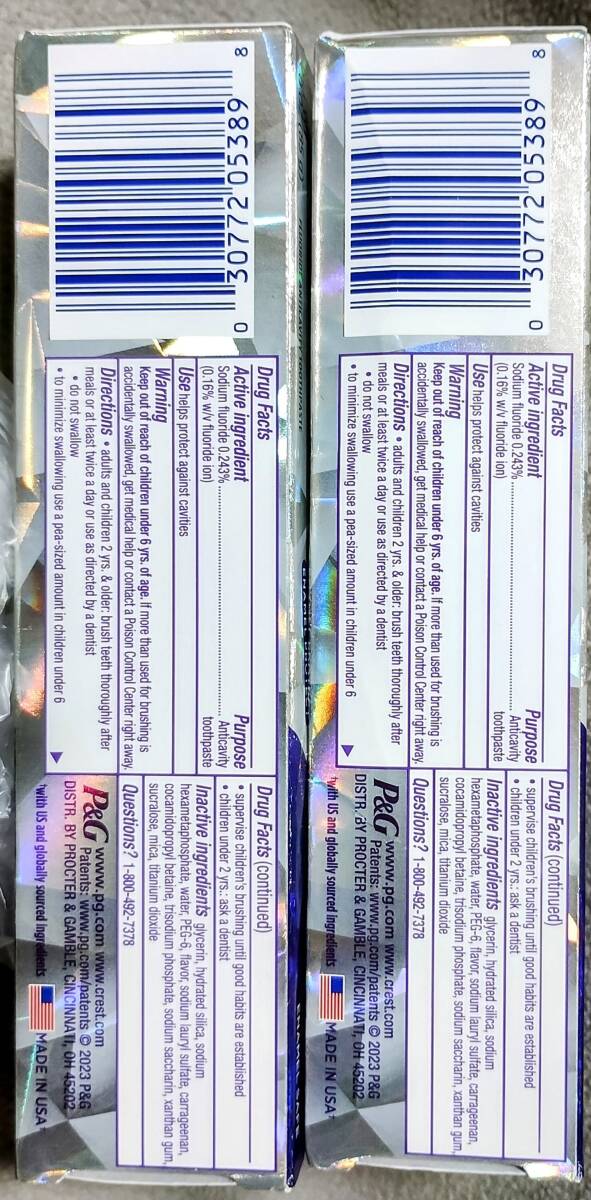 0 30772 05389 8
Drug Facts
Active ingredient Purpose
Sodium fluoride 0.243% Anticavity
(0.16% w/v fluoride ion) toothpaste
Use helps protect against cavities
Warning
Keep out of reach of children under 6 yrs. of age. If more than used for brushing is
accidentally swallowed, get medical help or contact a Poison Control Center right away.
Directions • adults and children 2 yrs. & older: brush teeth thoroughly after
meals or at least twice a day or use as directed by a dentist
• do not swallow
• to minimize swallowing use a pea-sized amount in children under 6
Drug Facts (continued)
• supervise children's brushing until good habits are established
• children under 2 yrs.: ask a dentist
Inactive ingredients glycerin, hydrated silica, sodium
hexametaphosphate, water, PEG-6, flavor, sodium lauryl sulfate, carrageenan,
cocamidopropyl betaine, trisodium phosphate, sodium saccharin, xanthan gum,
sucralose, mica, titanium dioxide
Questions? 1-800-492-7378
P&G www.pg.com www.crest.com
Patents: www.pg.com/patents © 2023 P&G
DISTR. BY PROCTER & GAMBLE, CINCINNATI, OH 45202
†with US and globally sourced ingredients MADE IN USA†
0 30772 05389 8
Drug Facts
Active ingredient Purpose
Sodium fluoride 0.243% Anticavity
(0.16% w/v fluoride ion) toothpaste
Use helps protect against cavities
Warning
Keep out of reach of children under 6 yrs. of age. If more than used for brushing is
accidentally swallowed, get medical help or contact a Poison Control Center right away.
Directions • adults and children 2 yrs. & older: brush teeth thoroughly after
meals or at least twice a day or use as directed by a dentist
• do not swallow
• to minimize swallowing use a pea-sized amount in children under 6
Drug Facts (continued)
• supervise children's brushing until good habits are established
• children under 2 yrs.: ask a dentist
Inactive ingredients glycerin, hydrated silica, sodium
hexametaphosphate, water, PEG-6, flavor, sodium lauryl sulfate, carrageenan,
cocamidopropyl betaine, trisodium phosphate, sodium saccharin, xanthan gum,
sucralose, mica, titanium dioxide
Questions? 1-800-492-7378
P&G www.pg.com www.crest.com
Patents: www.pg.com/patents © 2023 P&G
DISTR. BY PROCTER & GAMBLE, CINCINNATI, OH 45202
†with US and globally sourced ingredients MADE IN USA†